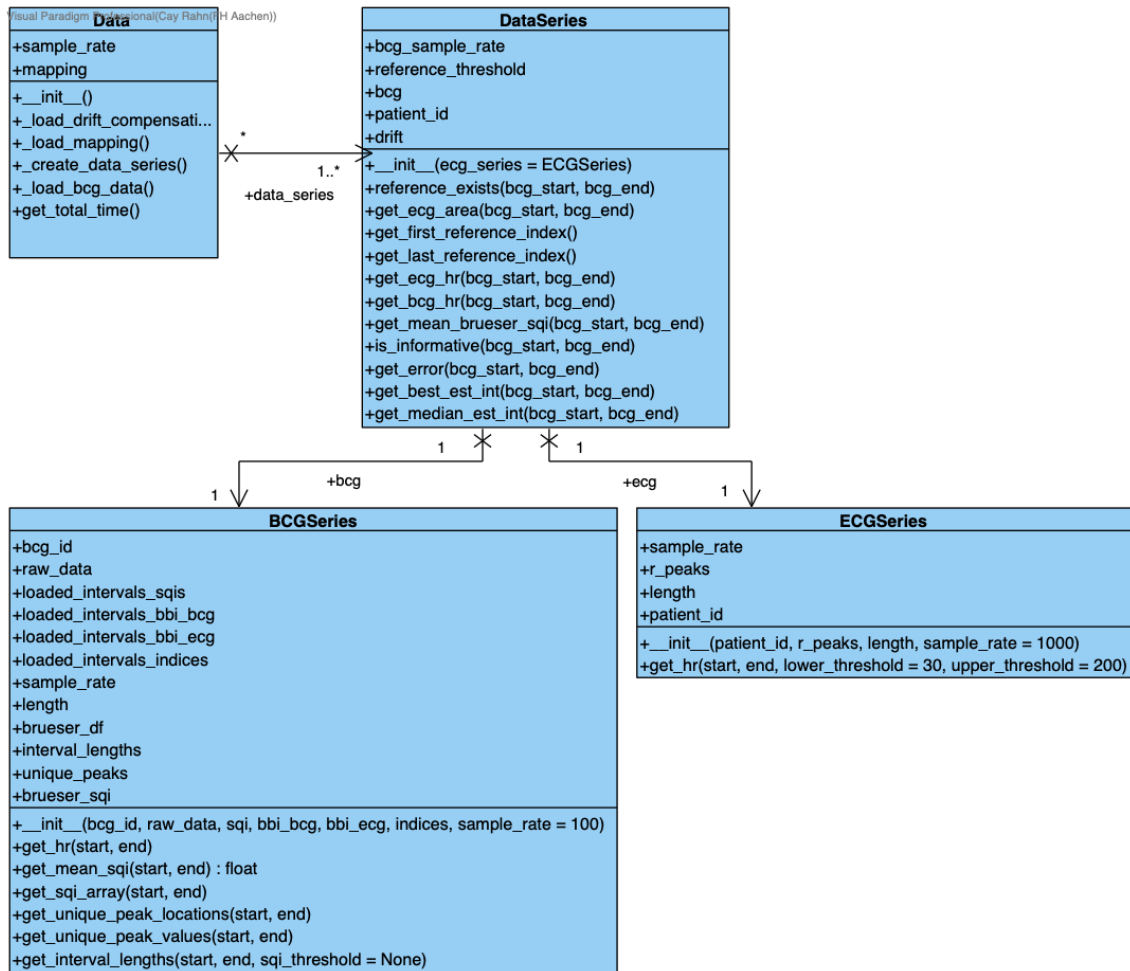 Visual Paradigm Professional(Cay Rahn(FH Aachen))
Data
+sample_rate
+mapping
+__init__()
+_load_drift_compensati...
+_load_mapping()
+_create_data_series()
+_load_bcg_data()
+get_total_time()
*
1..*
+data_series
DataSeries
+bcg_sample_rate
+reference_threshold
+bcg
+patient_id
+drift
+__init__(ecg_series = ECGSeries)
+reference_exists(bcg_start, bcg_end)
+get_ecg_area(bcg_start, bcg_end)
+get_first_reference_index()
+get_last_reference_index()
+get_ecg_hr(bcg_start, bcg_end)
+get_bcg_hr(bcg_start, bcg_end)
+get_mean_brueser_sqi(bcg_start, bcg_end)
+is_informative(bcg_start, bcg_end)
+get_error(bcg_start, bcg_end)
+get_best_est_int(bcg_start, bcg_end)
+get_median_est_int(bcg_start, bcg_end)
1
1
+bcg
+ecg
1
1
BCGSeries
+bcg_id
+raw_data
+loaded_intervals_sqis
+loaded_intervals_bbi_bcg
+loaded_intervals_bbi_ecg
+loaded_intervals_indices
+sample_rate
+length
+brueser_df
+interval_lengths
+unique_peaks
+brueser_sqi
+__init__(bcg_id, raw_data, sqi, bbi_bcg, bbi_ecg, indices, sample_rate = 100)
+get_hr(start, end)
+get_mean_sqi(start, end) : float
+get_sqi_array(start, end)
+get_unique_peak_locations(start, end)
+get_unique_peak_values(start, end)
+get_interval_lengths(start, end, sqi_threshold = None)
ECGSeries
+sample_rate
+r_peaks
+length
+patient_id
+__init__(patient_id, r_peaks, length, sample_rate = 1000)
+get_hr(start, end, lower_threshold = 30, upper_threshold = 200)